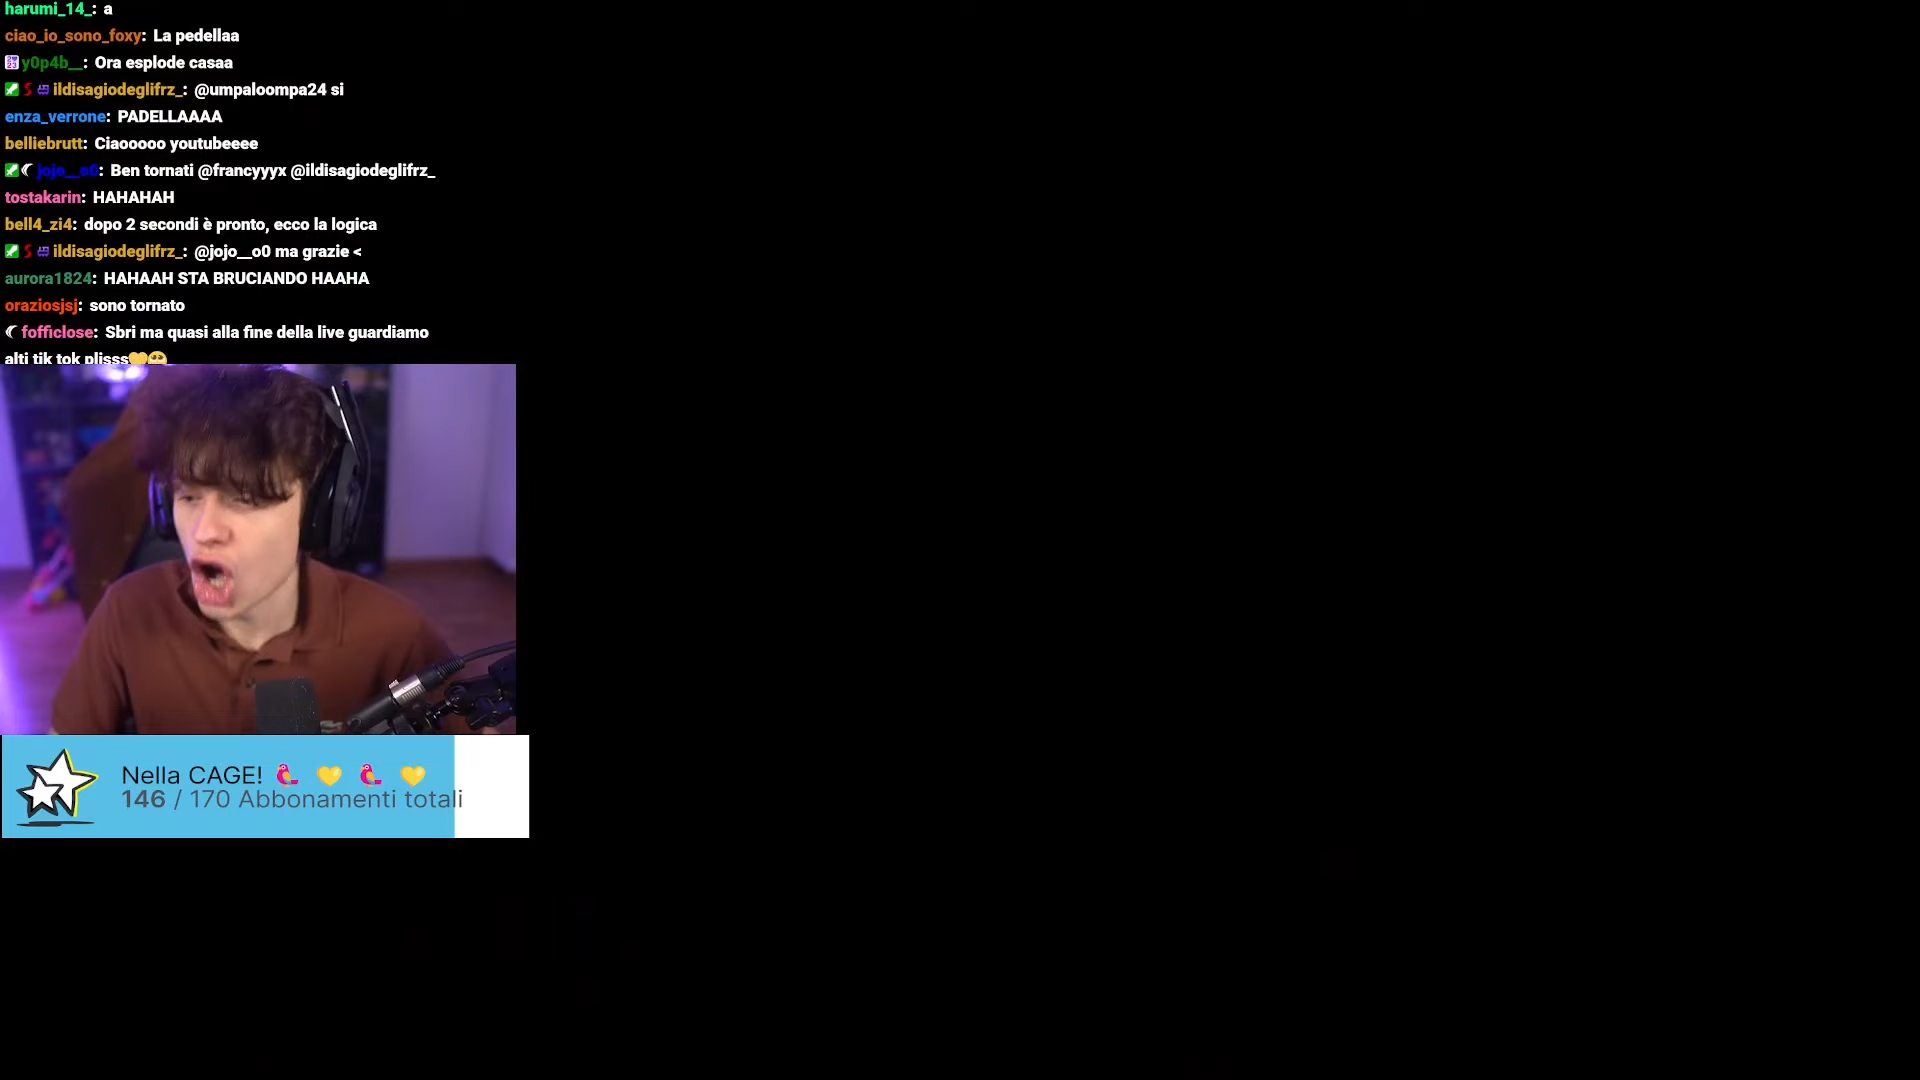 harumi_14_: a
ciao_io_sono_foxy: La pedellaa
y0p4b__: Ora esplode casaa
ildisagiodeglifrz_: @umpaloompa24 si
enza_verrone: PADELLAAAA
belliebrutt: Ciaooooo youtubeeee
jojo__o0: Ben tornati @francyyyx @ildisagiodeglifrz_
tostakarin: HAHAHAH
bell4_zi4: dopo 2 secondi è pronto, ecco la logica
ildisagiodeglifrz_: @jojo__o0 ma grazie <
aurora1824: HAHAAH STA BRUCIANDO HAAHA
oraziosjsj: sono tornato
fofficlose: Sbri ma quasi alla fine della live guardiamo
alti tik tok plisss
Nella CAGE!
146 / 170 Abbonamenti totali